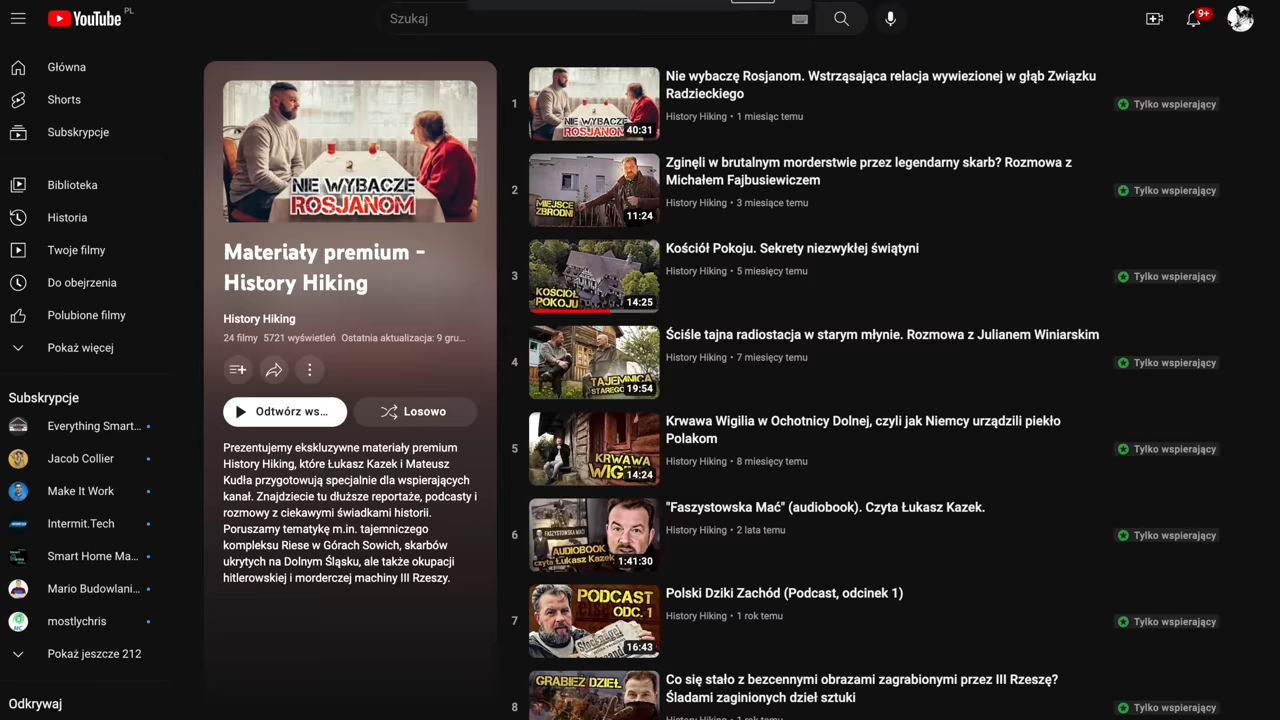 YouTube PL
Szukaj
9+
Główna
Shorts
Subskrypcje
Biblioteka
Historia
Twoje filmy
Do obejrzenia
Polubione filmy
Pokaż więcej
Subskrypcje
Everything Smart...
Jacob Collier
Make It Work
Intermit.Tech
Smart Home Ma...
Mario Budowlani...
mostlychris
Pokaż jeszcze 212
Odkrywaj
NIE WYBACZĘ
ROSJANOM
Materiały premium -
History Hiking
History Hiking
24 filmy 5721 wyświetleń Ostatnia aktualizacja: 9 gru...
Odtwórz ws...
Losowo
Prezentujemy ekskluzywne materiały premium
History Hiking, które Łukasz Kazek i Mateusz
Kudła przygotowują specjalnie dla wspierających
kanał. Znajdziecie tu dłuższe reportaże, podcasty i
rozmowy z ciekawymi świadkami historii.
Poruszamy tematykę m.in. tajemniczego
kompleksu Riese w Górach Sowich, skarbów
ukrytych na Dolnym Śląsku, ale także okupacji
hitlerowskiej i morderczej machiny III Rzeszy.
1
NIE WYBACZĘ
ROSJANOM
40:31
Nie wybaczę Rosjanom. Wstrząsająca relacja wywiezionej w głąb Związku
Radzieckiego
History Hiking • 1 miesiąc temu
Tylko wspierający
2
MIEJSCE
ZBRODNI
11:24
Zginęli w brutalnym morderstwie przez legendarny skarb? Rozmowa z
Michałem Fajbusiewiczem
History Hiking • 3 miesiące temu
Tylko wspierający
3
KOŚCIÓŁ
POKOJU
14:25
Kościół Pokoju. Sekrety niezwykłej świątyni
History Hiking • 5 miesięcy temu
Tylko wspierający
4
TAJEMNICA
STAREGO
19:54
Ściśle tajna radiostacja w starym młynie. Rozmowa z Julianem Winiarskim
History Hiking • 7 miesięcy temu
Tylko wspierający
5
KRWAWA
WIG
14:24
Krwawa Wigilia w Ochotnicy Dolnej, czyli jak Niemcy urządzili piekło
Polakom
History Hiking • 8 miesięcy temu
Tylko wspierający
6
FASZYSTOWSKA MAĆ
AUDIOBOOK
czyta Łukasz Kazek
1:41:30
"Faszystowska Mać" (audiobook). Czyta Łukasz Kazek.
History Hiking • 2 lata temu
Tylko wspierający
7
PODCAST
ODC. 1
16:43
Polski Dziki Zachód (Podcast, odcinek 1)
History Hiking • 1 rok temu
Tylko wspierający
8
GRABIEŻ DZIEŁ
Co się stało z bezcennymi obrazami zagrabionymi przez III Rzeszę?
Śladami zaginionych dzieł sztuki
History Hiking • 1 rok temu
Tylko wspierający